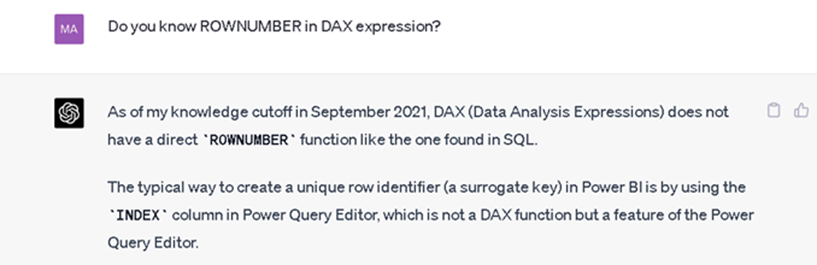 MA
Do you know ROWNUMBER in DAX expression?
As of my knowledge cutoff in September 2021, DAX (Data Analysis Expressions) does not
have a direct `ROWNUMBER` function like the one found in SQL.
The typical way to create a unique row identifier (a surrogate key) in Power BI is by using the
`INDEX` column in Power Query Editor, which is not a DAX function but a feature of the Power
Query Editor.